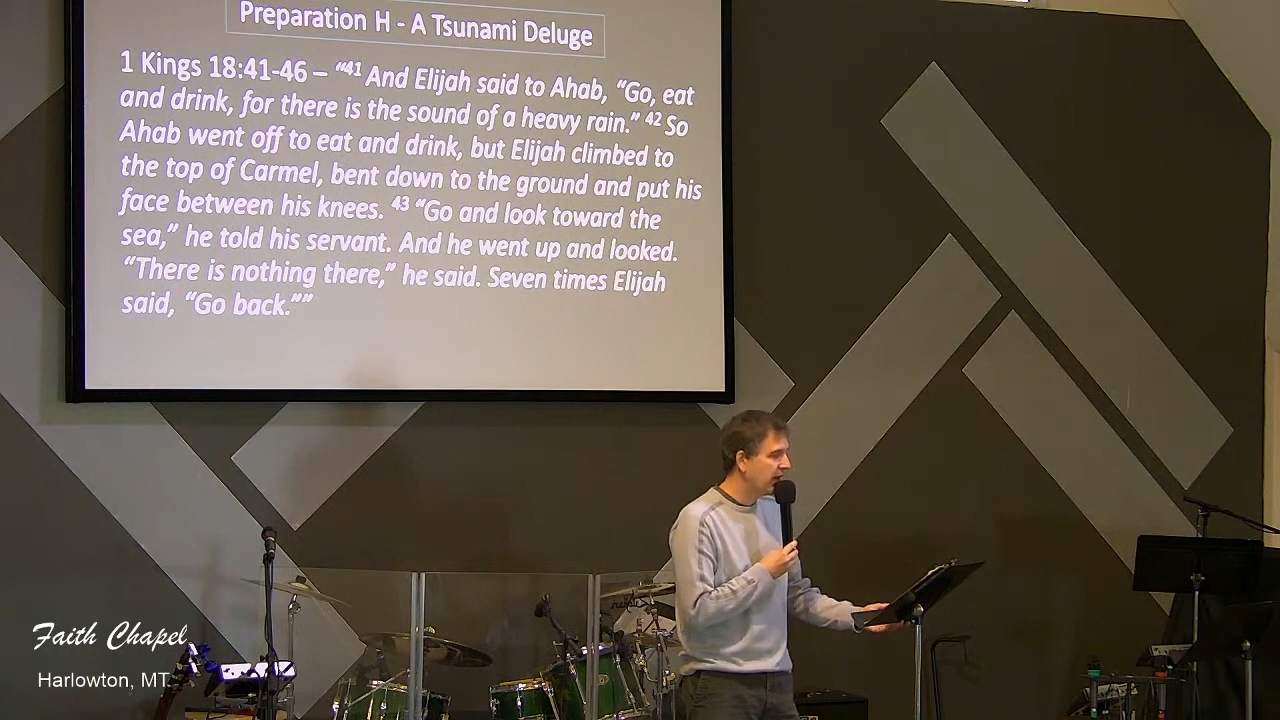 Preparation H - A Tsunami Deluge
1 Kings 18:41-46 – “41 And Elijah said to Ahab, “Go, eat
and drink, for there is the sound of a heavy rain.” 42 So
Ahab went off to eat and drink, but Elijah climbed to
the top of Carmel, bent down to the ground and put his
face between his knees. 43 “Go and look toward the
sea,” he told his servant. And he went up and looked.
“There is nothing there,” he said. Seven times Elijah
said, “Go back.””
Faith Chapel
Harlowton, MT